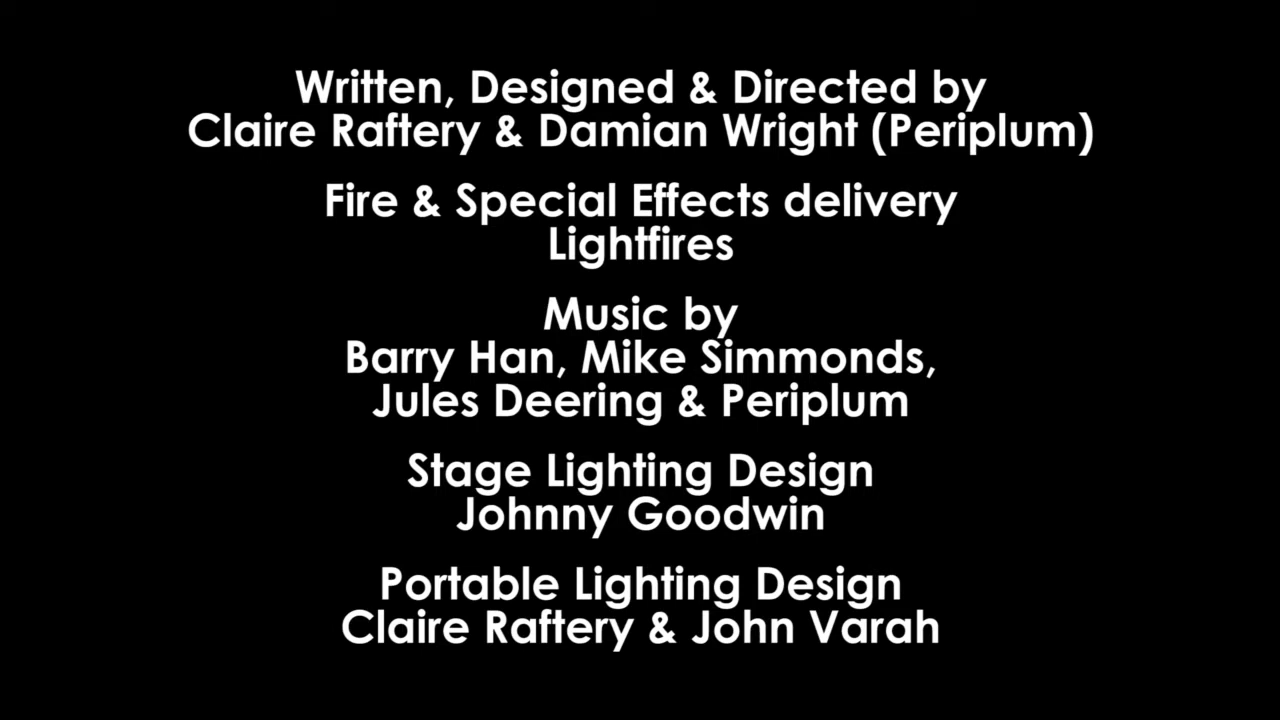 Written, Designed & Directed by
Claire Raftery & Damian Wright (Periplum)
Fire & Special Effects delivery
Lightfires
Music by
Barry Han, Mike Simmonds,
Jules Deering & Periplum
Stage Lighting Design
Johnny Goodwin
Portable Lighting Design
Claire Raftery & John Varah